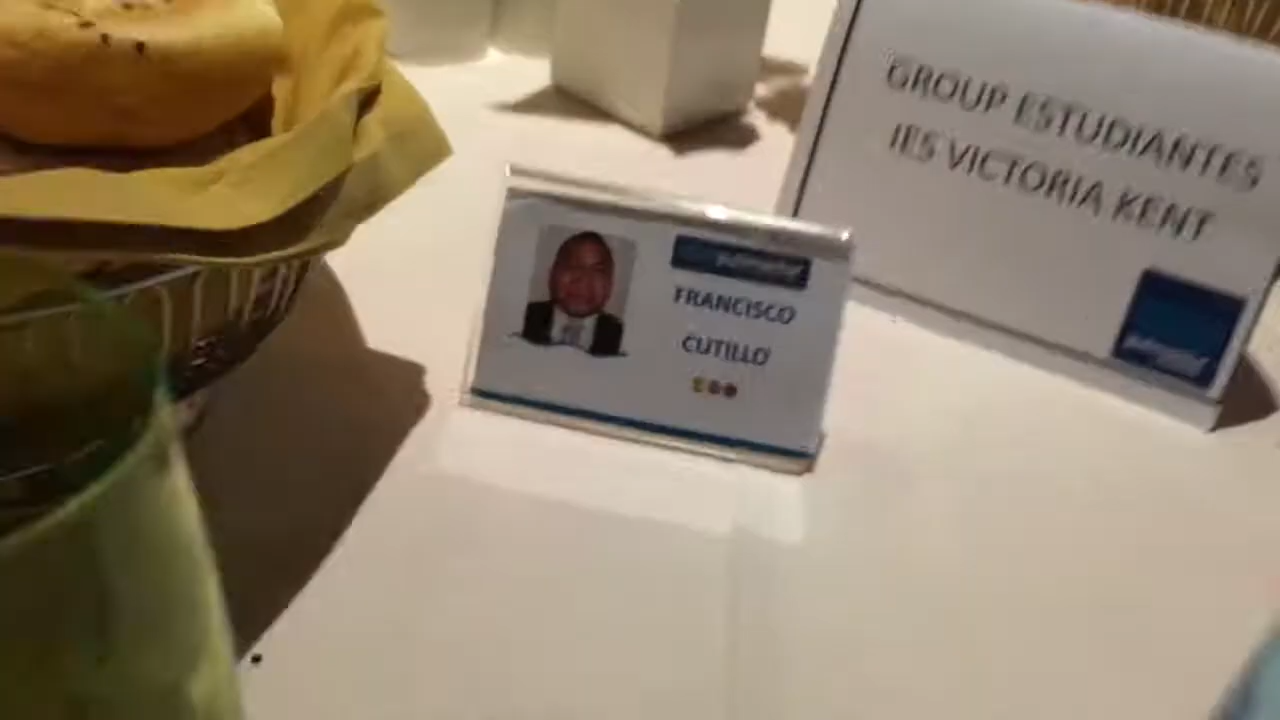 GROUP ESTUDIANTES
IES VICTORIA KENT
FRANCISCO
CUTILLO